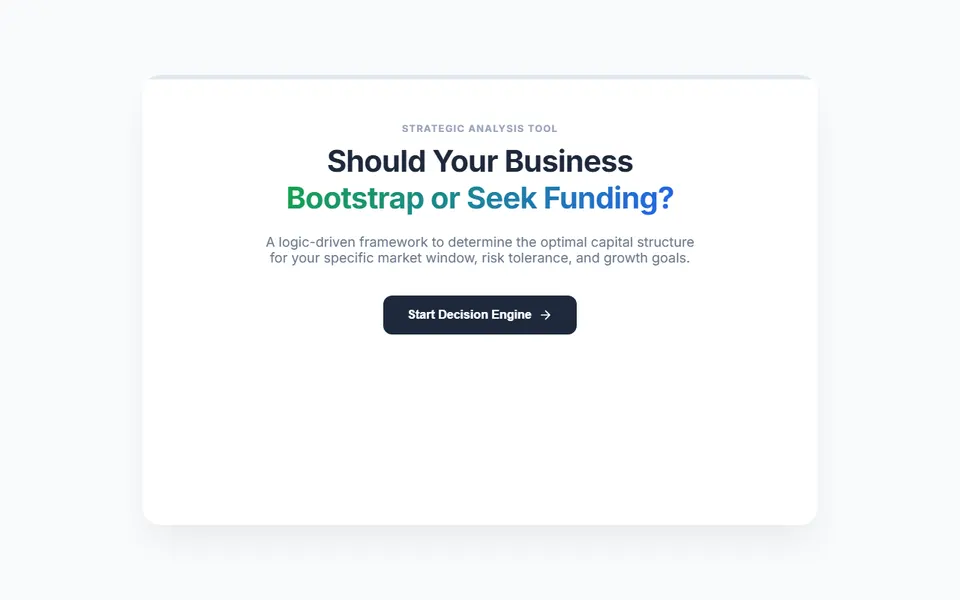 STRATEGIC ANALYSIS TOOL
Should Your Business
Bootstrap or Seek Funding?
A logic-driven framework to determine the optimal capital structure
for your specific market window, risk tolerance, and growth goals.
Start Decision Engine →